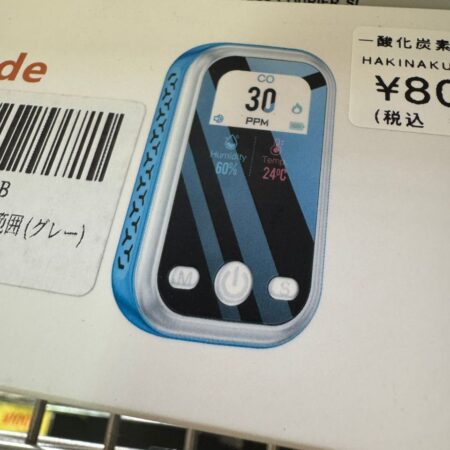 de
一酸化炭素
HAKINAKU
¥80
(税込
B
範囲(グレー)
CO
30
PPM
Humidity
60%
Temp
24℃
M
S